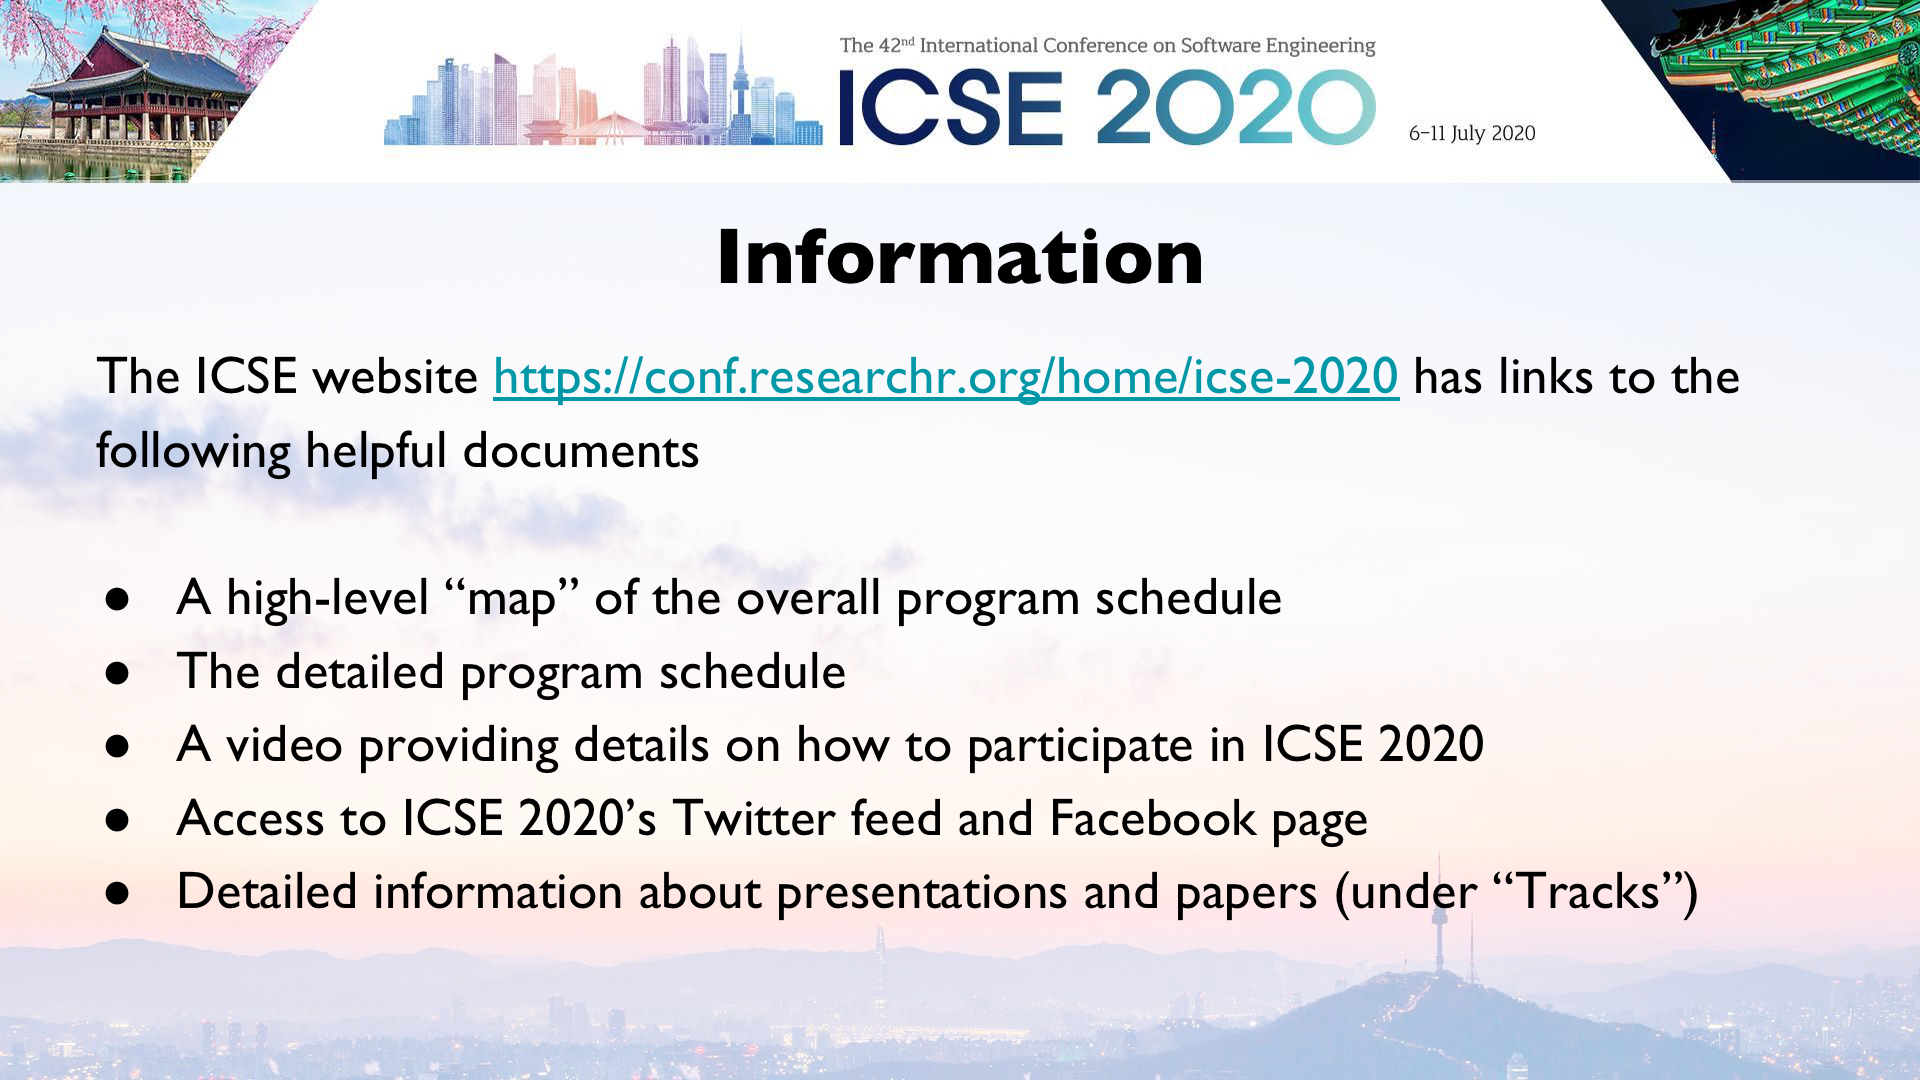 The 42nd International Conference on Software Engineering
ICSE 2020
6–11 July 2020
Information
The ICSE website https://conf.researchr.org/home/icse-2020 has links to the
following helpful documents
● A high-level “map” of the overall program schedule
● The detailed program schedule
● A video providing details on how to participate in ICSE 2020
● Access to ICSE 2020’s Twitter feed and Facebook page
● Detailed information about presentations and papers (under “Tracks”)